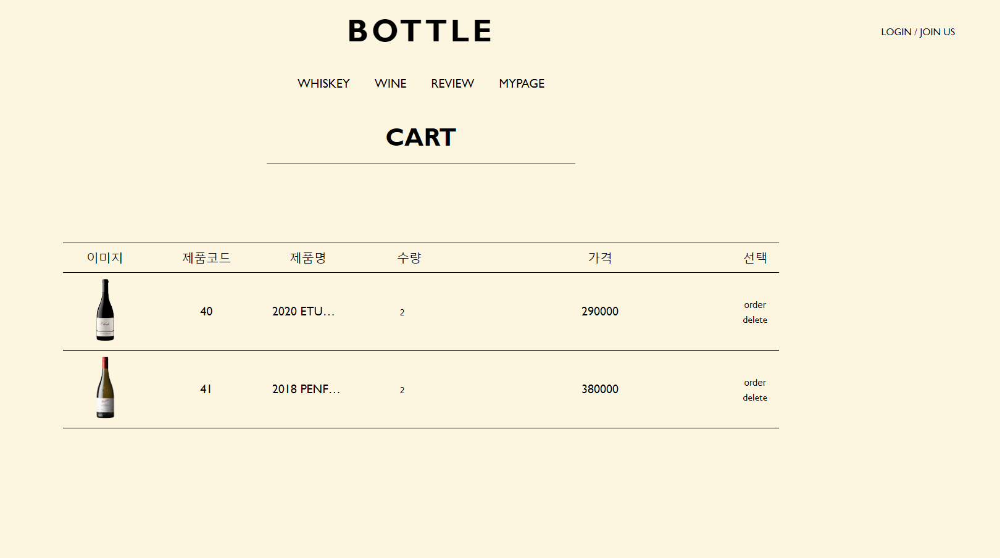 BOTTLE
LOGIN / JOIN US
WHISKEY WINE REVIEW MYPAGE
CART
이미지 제품코드 제품명 수량 가격 선택
40 2020 ETU... 2 290000 order
delete
41 2018 PENF... 2 380000 order
delete